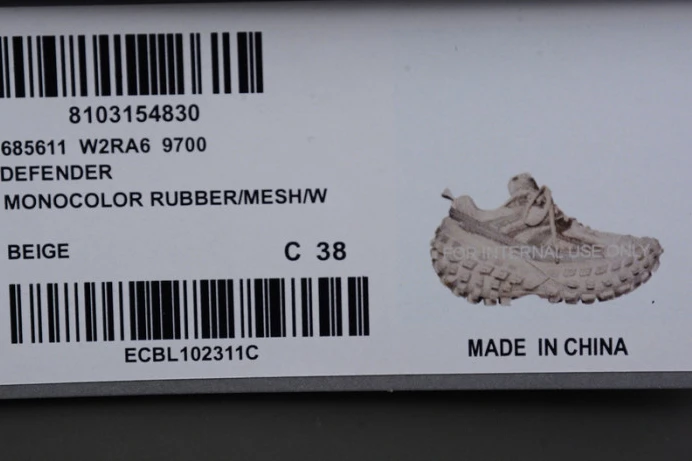 8103154830
685611 W2RA6 9700
DEFENDER
MONOCOLOR RUBBER/MESH/W
BEIGE C 38
ECBL102311C
FOR INTERNAL USE ONLY
MADE IN CHINA